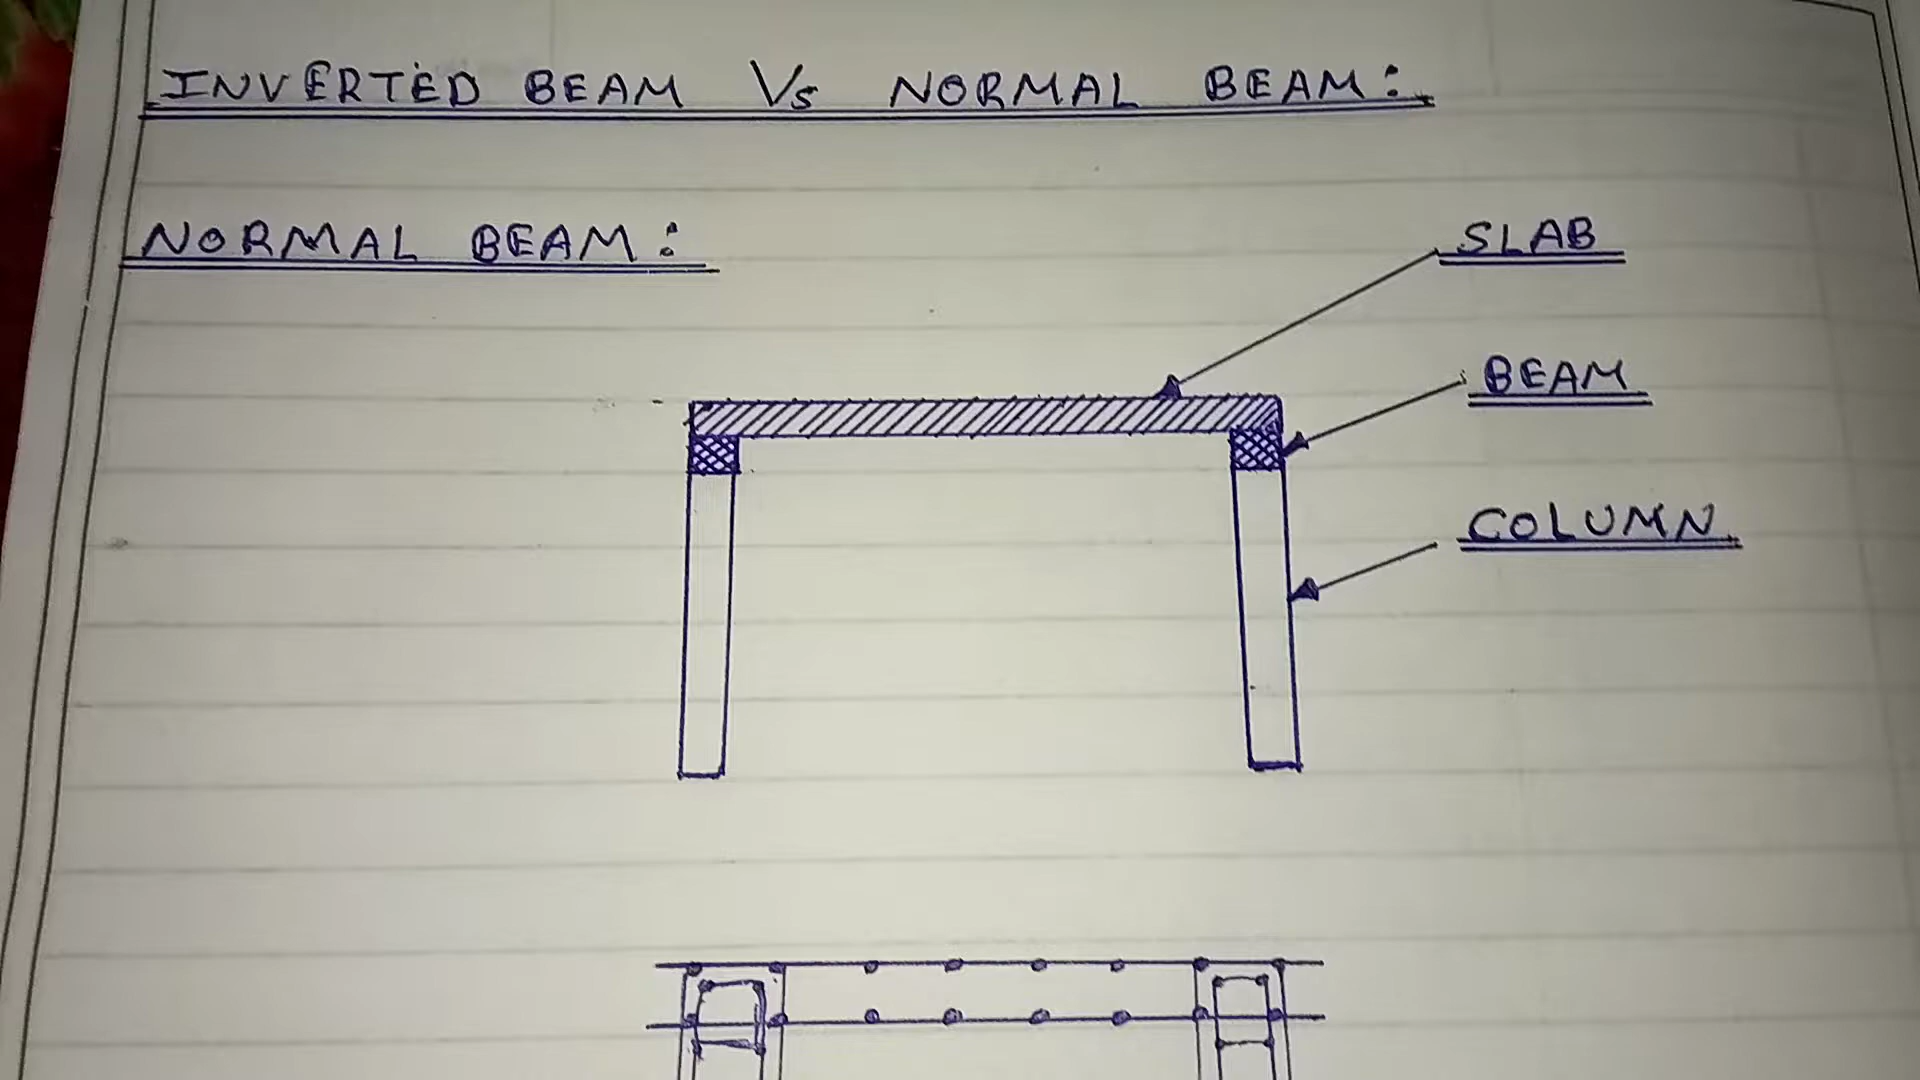 INVERTED BEAM Vs NORMAL BEAM:
NORMAL BEAM:
SLAB
BEAM
COLUMN